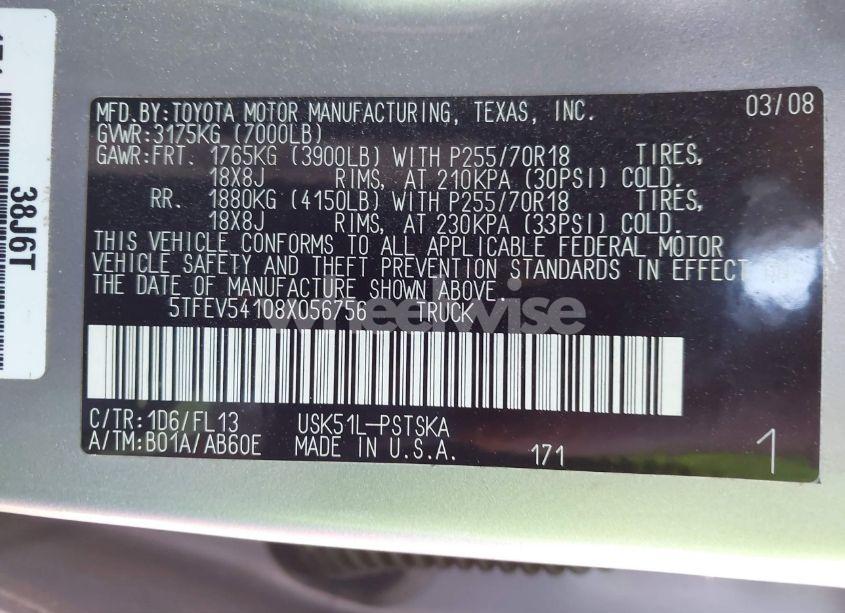 MFD.BY:TOYOTA MOTOR MANUFACTURING, TEXAS, INC. 03/08
GVWR:3175KG (7000LB)
GAWR:FRT. 1765KG (3900LB) WITH P255/70R18 TIRES,
18X8J RIMS, AT 210KPA (30PSI) COLD.
RR. 1880KG (4150LB) WITH P255/70R18 TIRES,
18X8J RIMS, AT 230KPA (33PSI) COLD.
THIS VEHICLE CONFORMS TO ALL APPLICABLE FEDERAL MOTOR
VEHICLE SAFETY AND THEFT PREVENTION STANDARDS IN EFFECT ON
THE DATE OF MANUFACTURE SHOWN ABOVE.
5TFEV54108X056756 TRUCK
wheelwise
C/TR:1D6/FL13 USK51L-PSTSKA
A/TM:B01A/AB60E MADE IN U.S.A. 171 1
38J6T